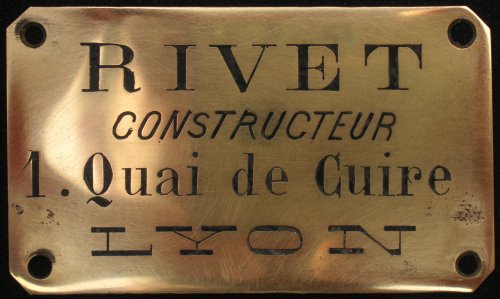 RIVET
CONSTRUCTEUR
1. Quai de Cuire
LYON